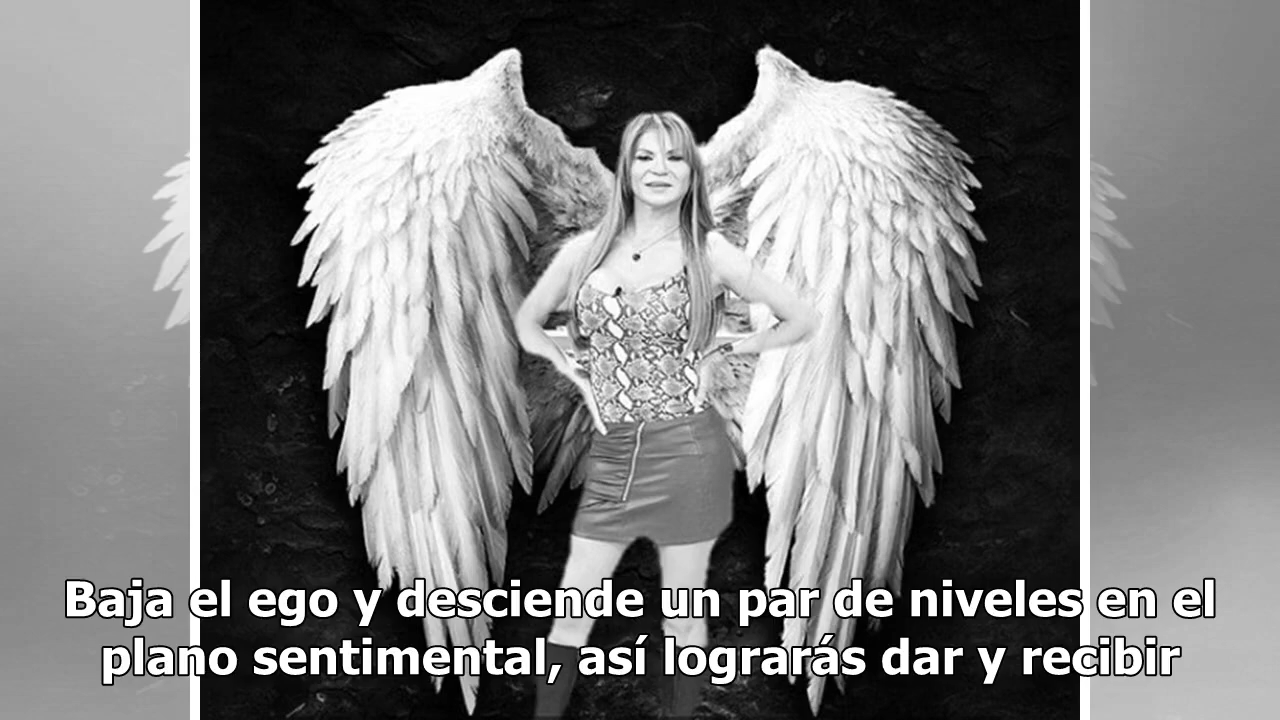 Baja el ego y desciende un par de niveles en el
plano sentimental, así lograrás dar y recibir